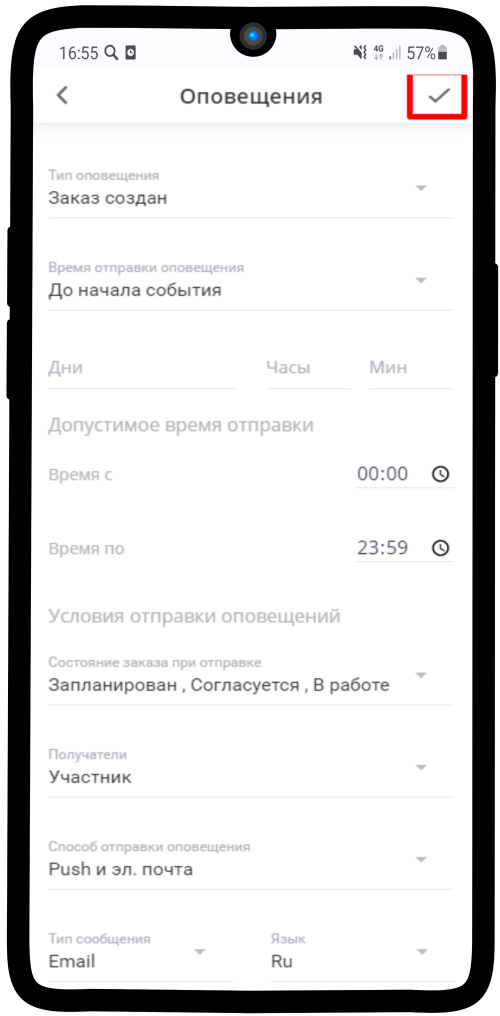 16:55 4G 57%
Оповещения
Тип оповещения
Заказ создан
Время отправки оповещения
До начала события
Дни Часы Мин
Допустимое время отправки
Время с 00:00
Время по 23:59
Условия отправки оповещений
Состояние заказа при отправке
Запланирован , Согласуется , В работе
Получатели
Участник
Способ отправки оповещения
Push и эл. почта
Тип сообщения Язык
Email Ru